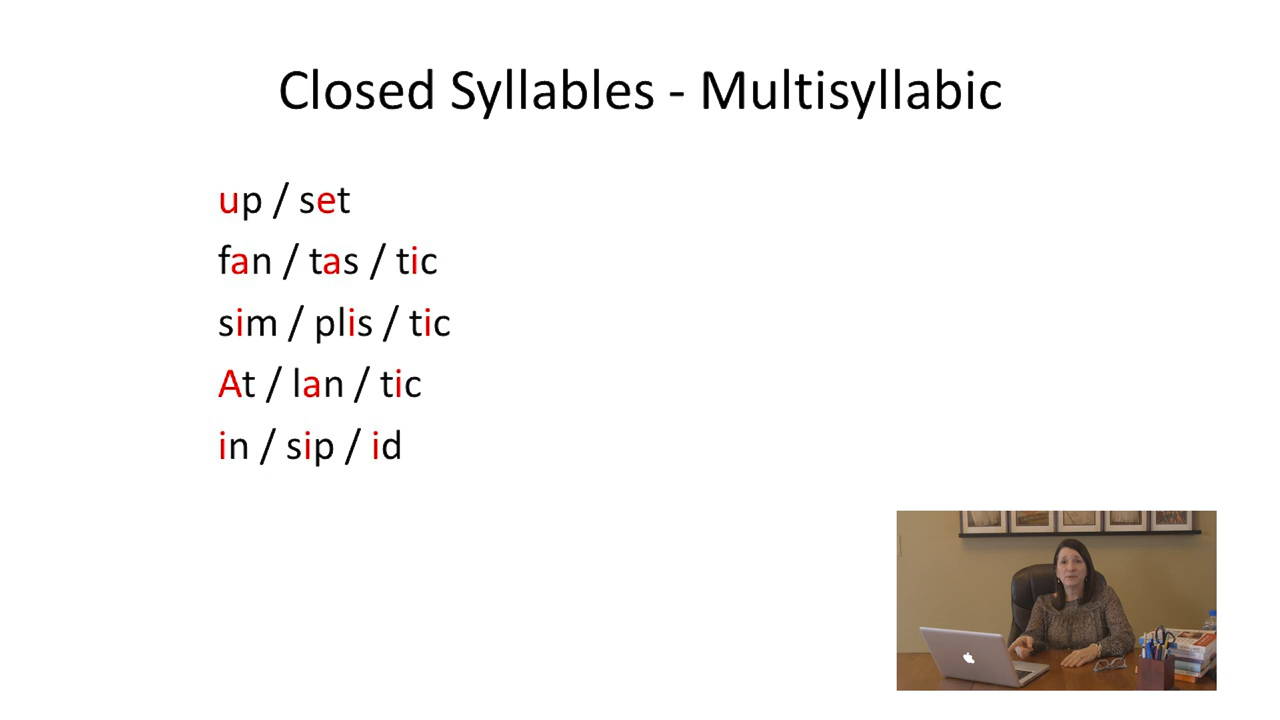 Closed Syllables - Multisyllabic
up / set
fan / tas / tic
sim / plis / tic
At / lan / tic
in / sip / id